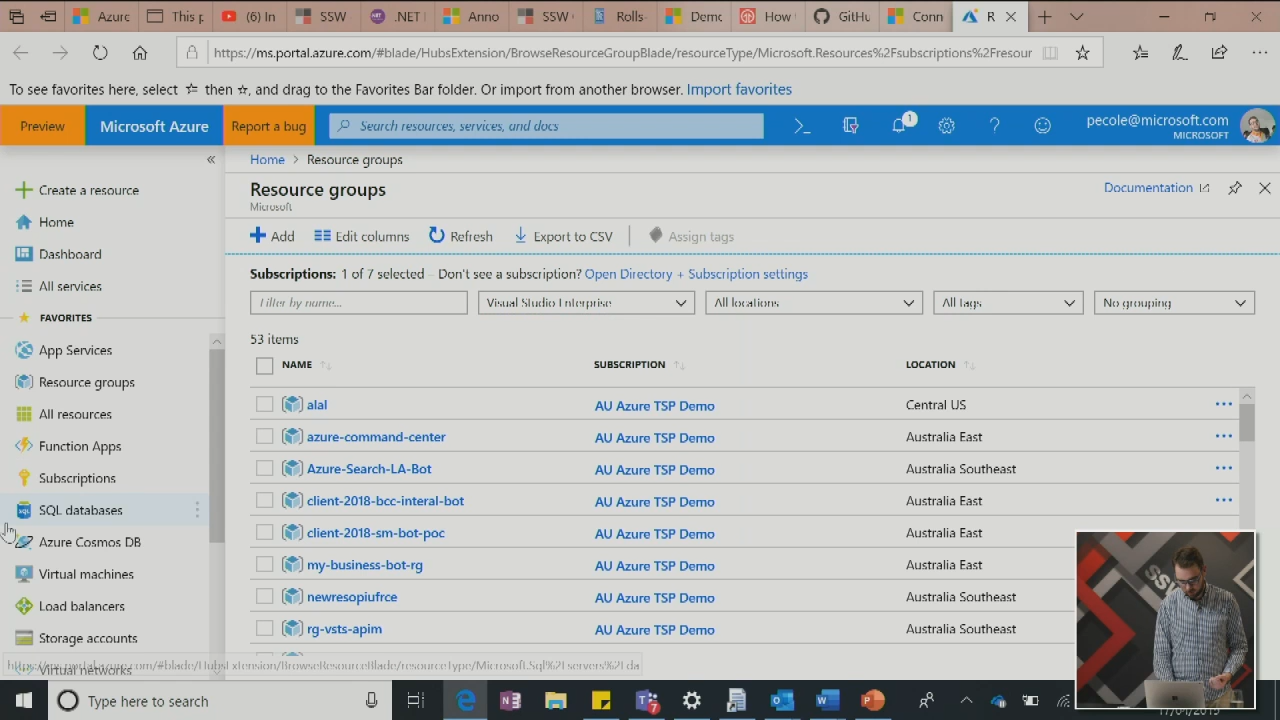 Azure
This p
(6) In
SSW
.NET
Anno
SSW
Rolls-
Demo
How
GitHu
Conn
R
https://ms.portal.azure.com/#blade/HubsExtension/BrowseResourceGroupBlade/resourceType/Microsoft.Resources%2Fsubscriptions%2Fresour
To see favorites here, select ☆ then ☆, and drag to the Favorites Bar folder. Or import from another browser. Import favorites
Preview
Microsoft Azure
Report a bug
Search resources, services, and docs
1
pecole@microsoft.com
MICROSOFT
Home > Resource groups
Create a resource
Home
Dashboard
All services
FAVORITES
App Services
Resource groups
All resources
Function Apps
Subscriptions
SQL databases
Azure Cosmos DB
Virtual machines
Load balancers
Storage accounts
Virtual networks
Resource groups
Microsoft
Documentation
Add
Edit columns
Refresh
Export to CSV
Assign tags
Subscriptions: 1 of 7 selected – Don't see a subscription? Open Directory + Subscription settings
Filter by name...
Visual Studio Enterprise
All locations
All tags
No grouping
53 items
NAME
SUBSCRIPTION
LOCATION
alal AU Azure TSP Demo Central US
azure-command-center AU Azure TSP Demo Australia East
Azure-Search-LA-Bot AU Azure TSP Demo Australia Southeast
client-2018-bcc-interal-bot AU Azure TSP Demo Australia East
client-2018-sm-bot-poc AU Azure TSP Demo Australia East
my-business-bot-rg AU Azure TSP Demo Australia East
newresopiufrce AU Azure TSP Demo Australia Southeast
rg-vsts-apim AU Azure TSP Demo Australia Southeast
Type here to search